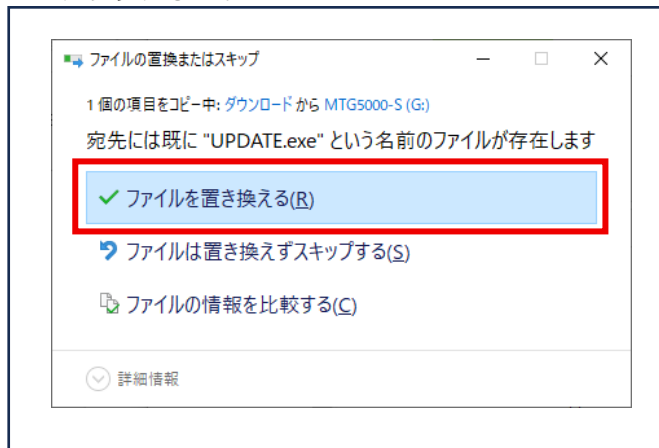 ファイルの置換またはスキップ
1 個の項目をコピー中: ダウンロード から MTG5000-S (G:)
宛先には既に "UPDATE.exe" という名前のファイルが存在します
ファイルを置き換える(R)
ファイルは置き換えずスキップする(S)
ファイルの情報を比較する(C)
詳細情報